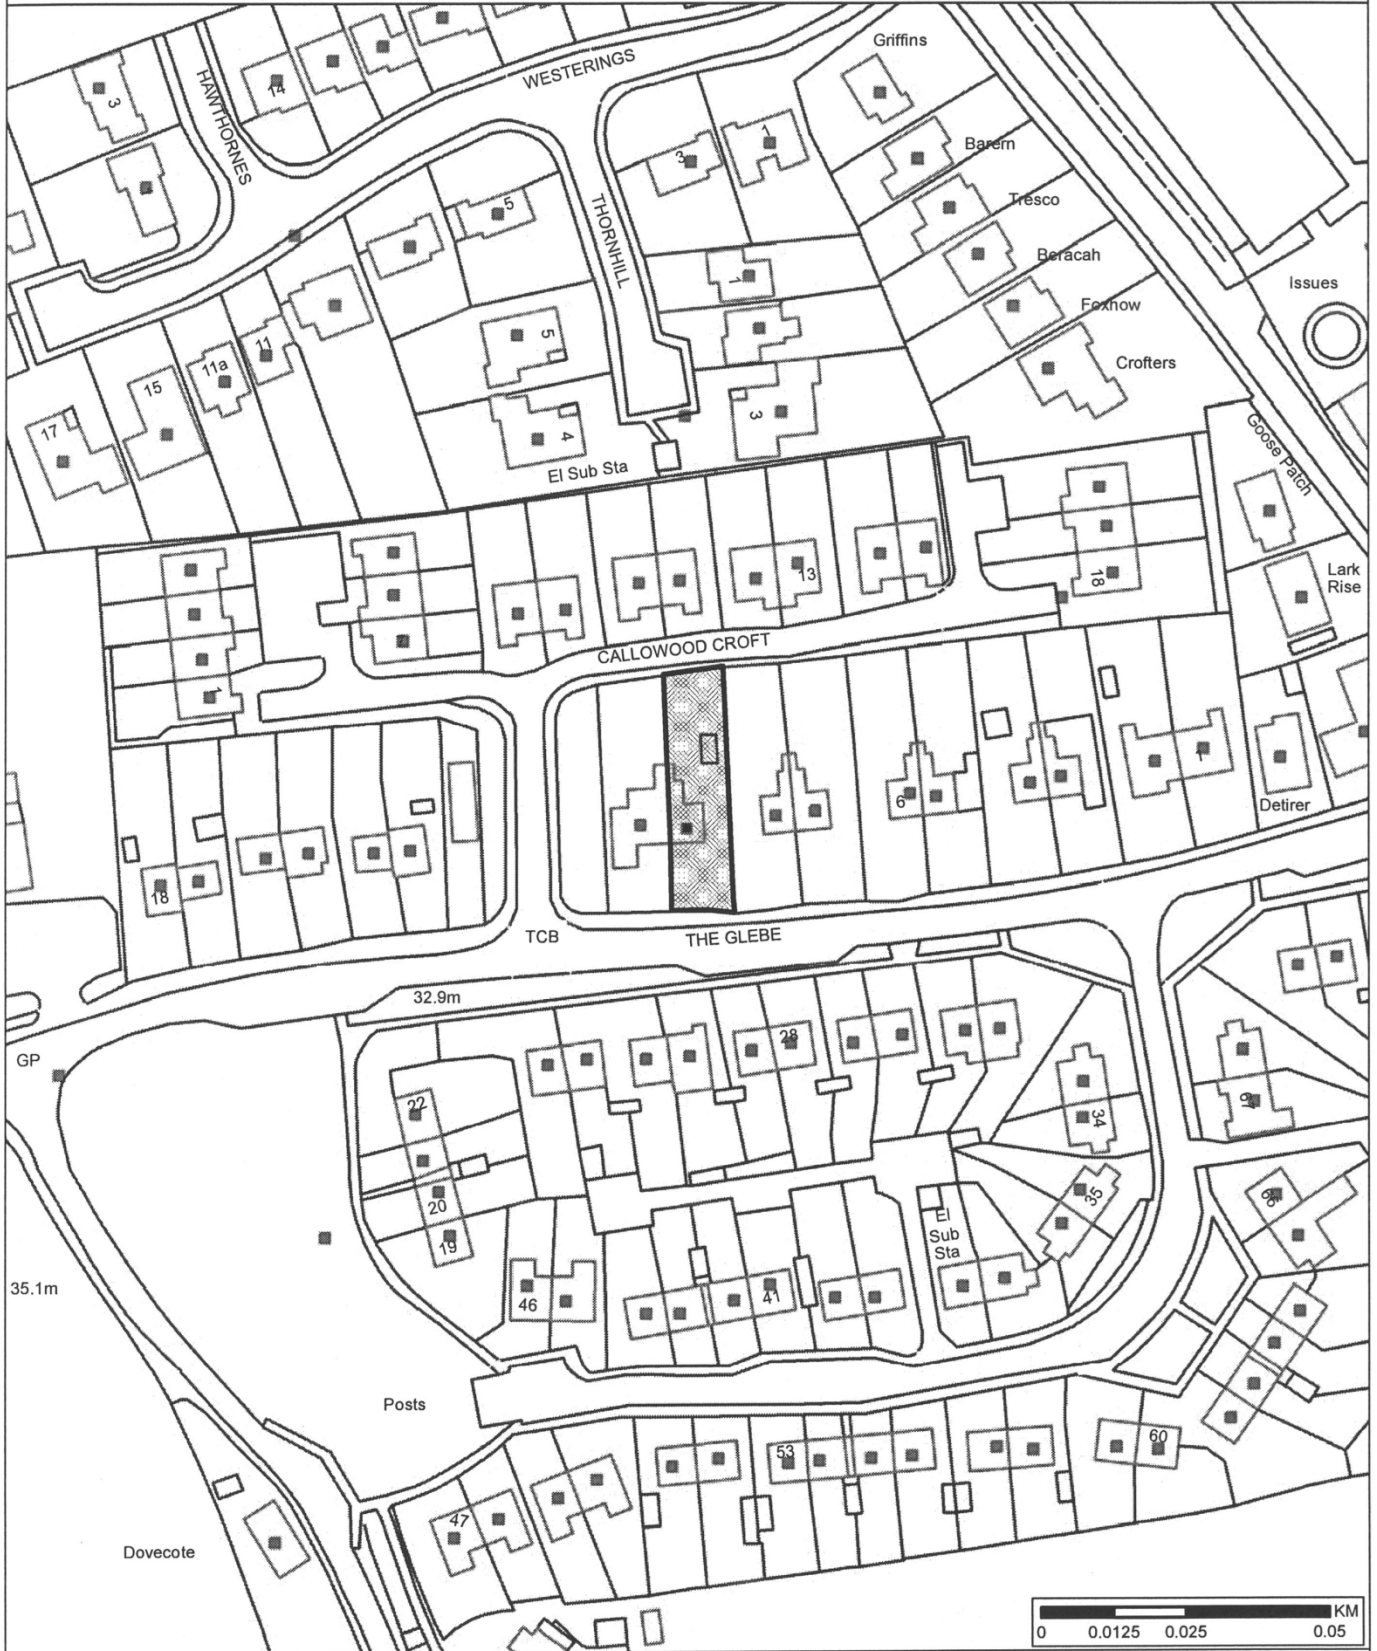 Griffins
WESTERINGS
14
3
HAWTHORNES
1
3
Barern
5
THORNHILL
Tresco
Beracah
1
Issues
Foxhow
5
11
11a
Crofters
15
3
17
4
El Sub Sta
Goose Patch
13
18
Lark
Rise
7
CALLOWOOD CROFT
1
1
6
Detirer
18
TCB
THE GLEBE
32.9m
28
GP
22
34
67
35
66
20
El
Sub
Sta
19
35.1m
46
41
Posts
60
53
47
Dovecote
KM
0 0.0125 0.025 0.05